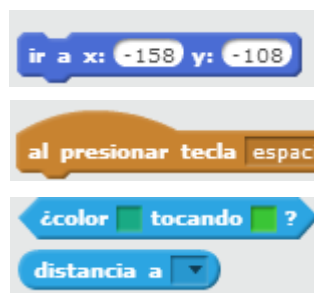 ir a x: -158 y: -108
al presionar tecla espac
¿color tocando ?
distancia a